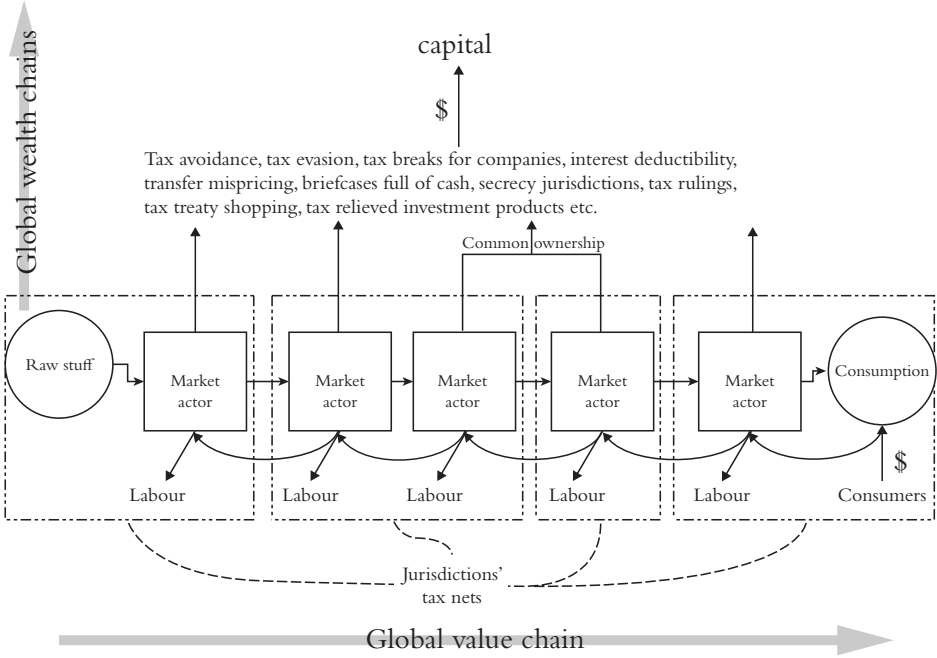 Global wealth chains
capital
$
Tax avoidance, tax evasion, tax breaks for companies, interest deductibility,
transfer mispricing, briefcases full of cash, secrecy jurisdictions, tax rulings,
tax treaty shopping, tax relieved investment products etc.
Common ownership
Raw stuff
Market
actor
Market
actor
Market
actor
Market
actor
Market
actor
Consumption
Labour
Labour
Labour
Labour
Labour
$
Consumers
Jurisdictions’
tax nets
Global value chain